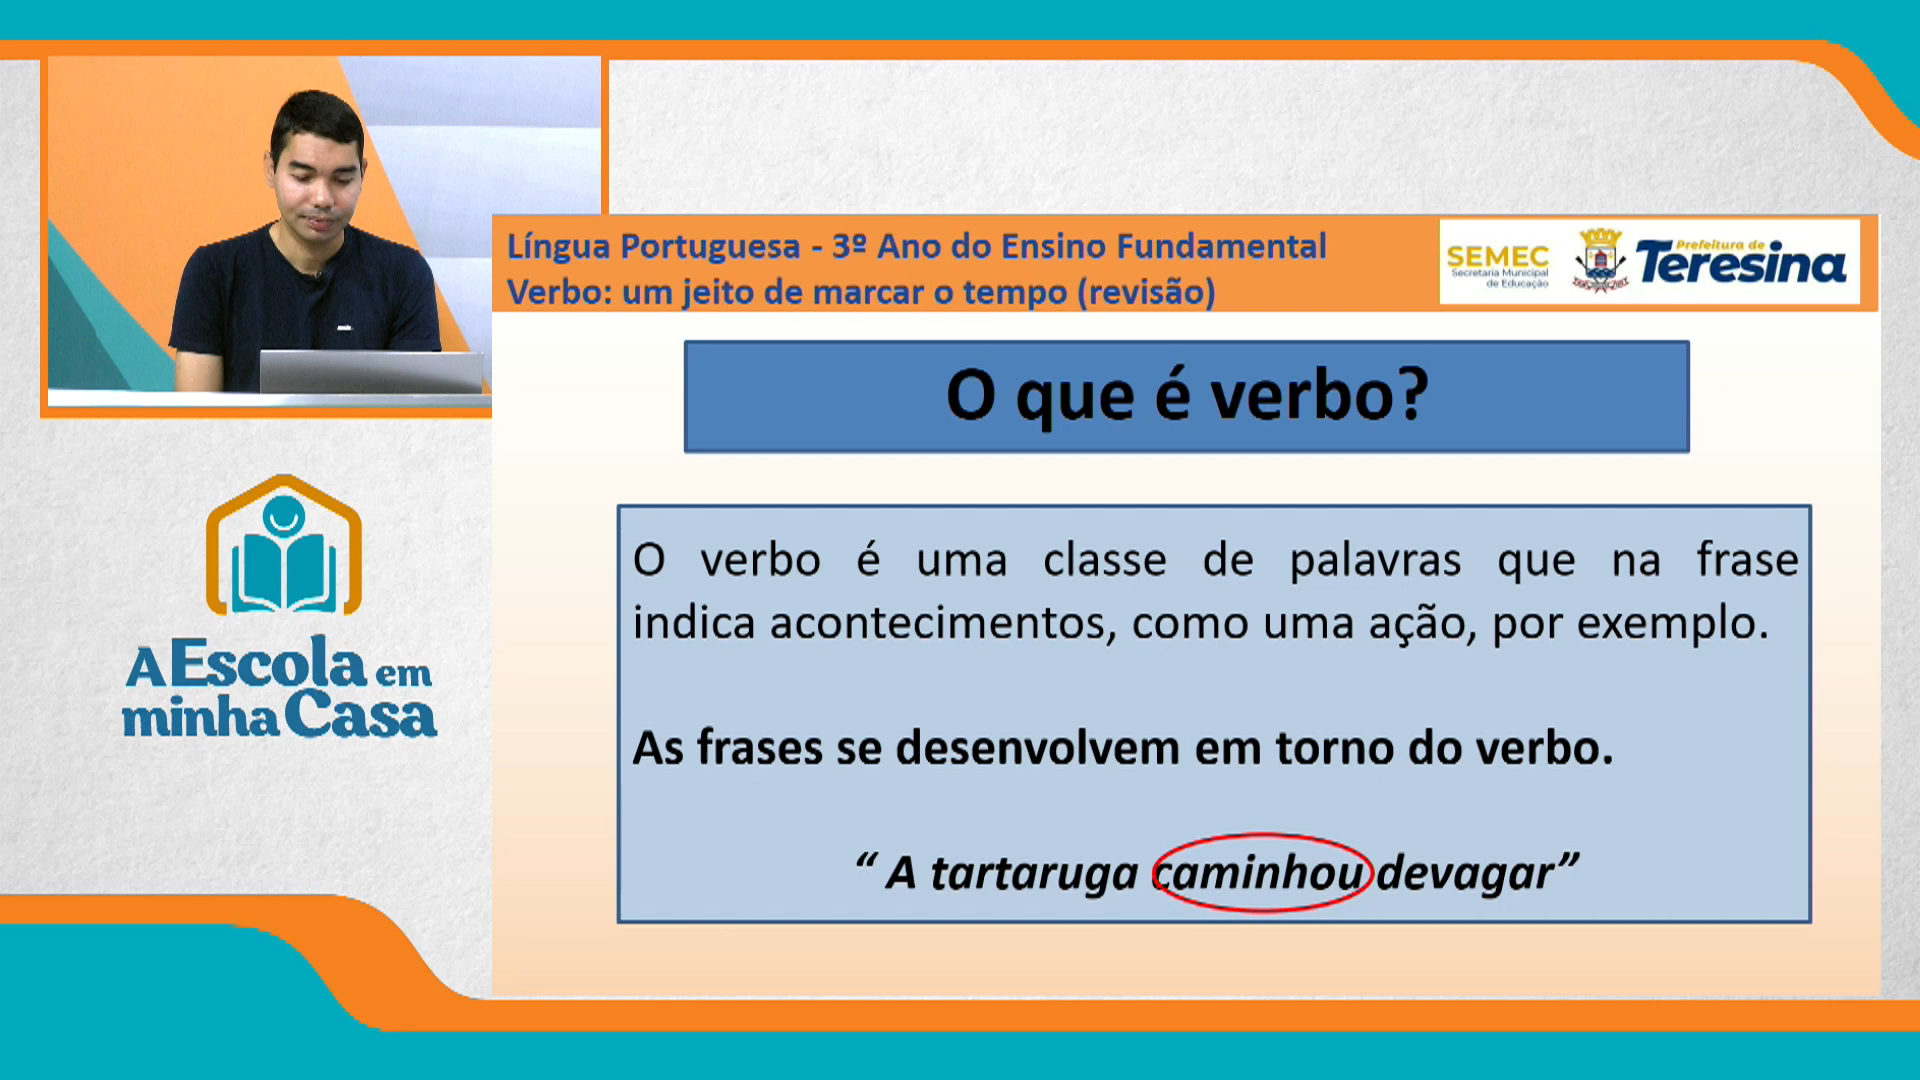 Língua Portuguesa - 3º Ano do Ensino Fundamental
Verbo: um jeito de marcar o tempo (revisão)
SEMEC
Secretaria Municipal
de Educação
Prefeitura de
Teresina
O que é verbo?
O verbo é uma classe de palavras que na frase
indica acontecimentos, como uma ação, por exemplo.
As frases se desenvolvem em torno do verbo.
“ A tartaruga caminhou devagar”
A Escola em
minha Casa